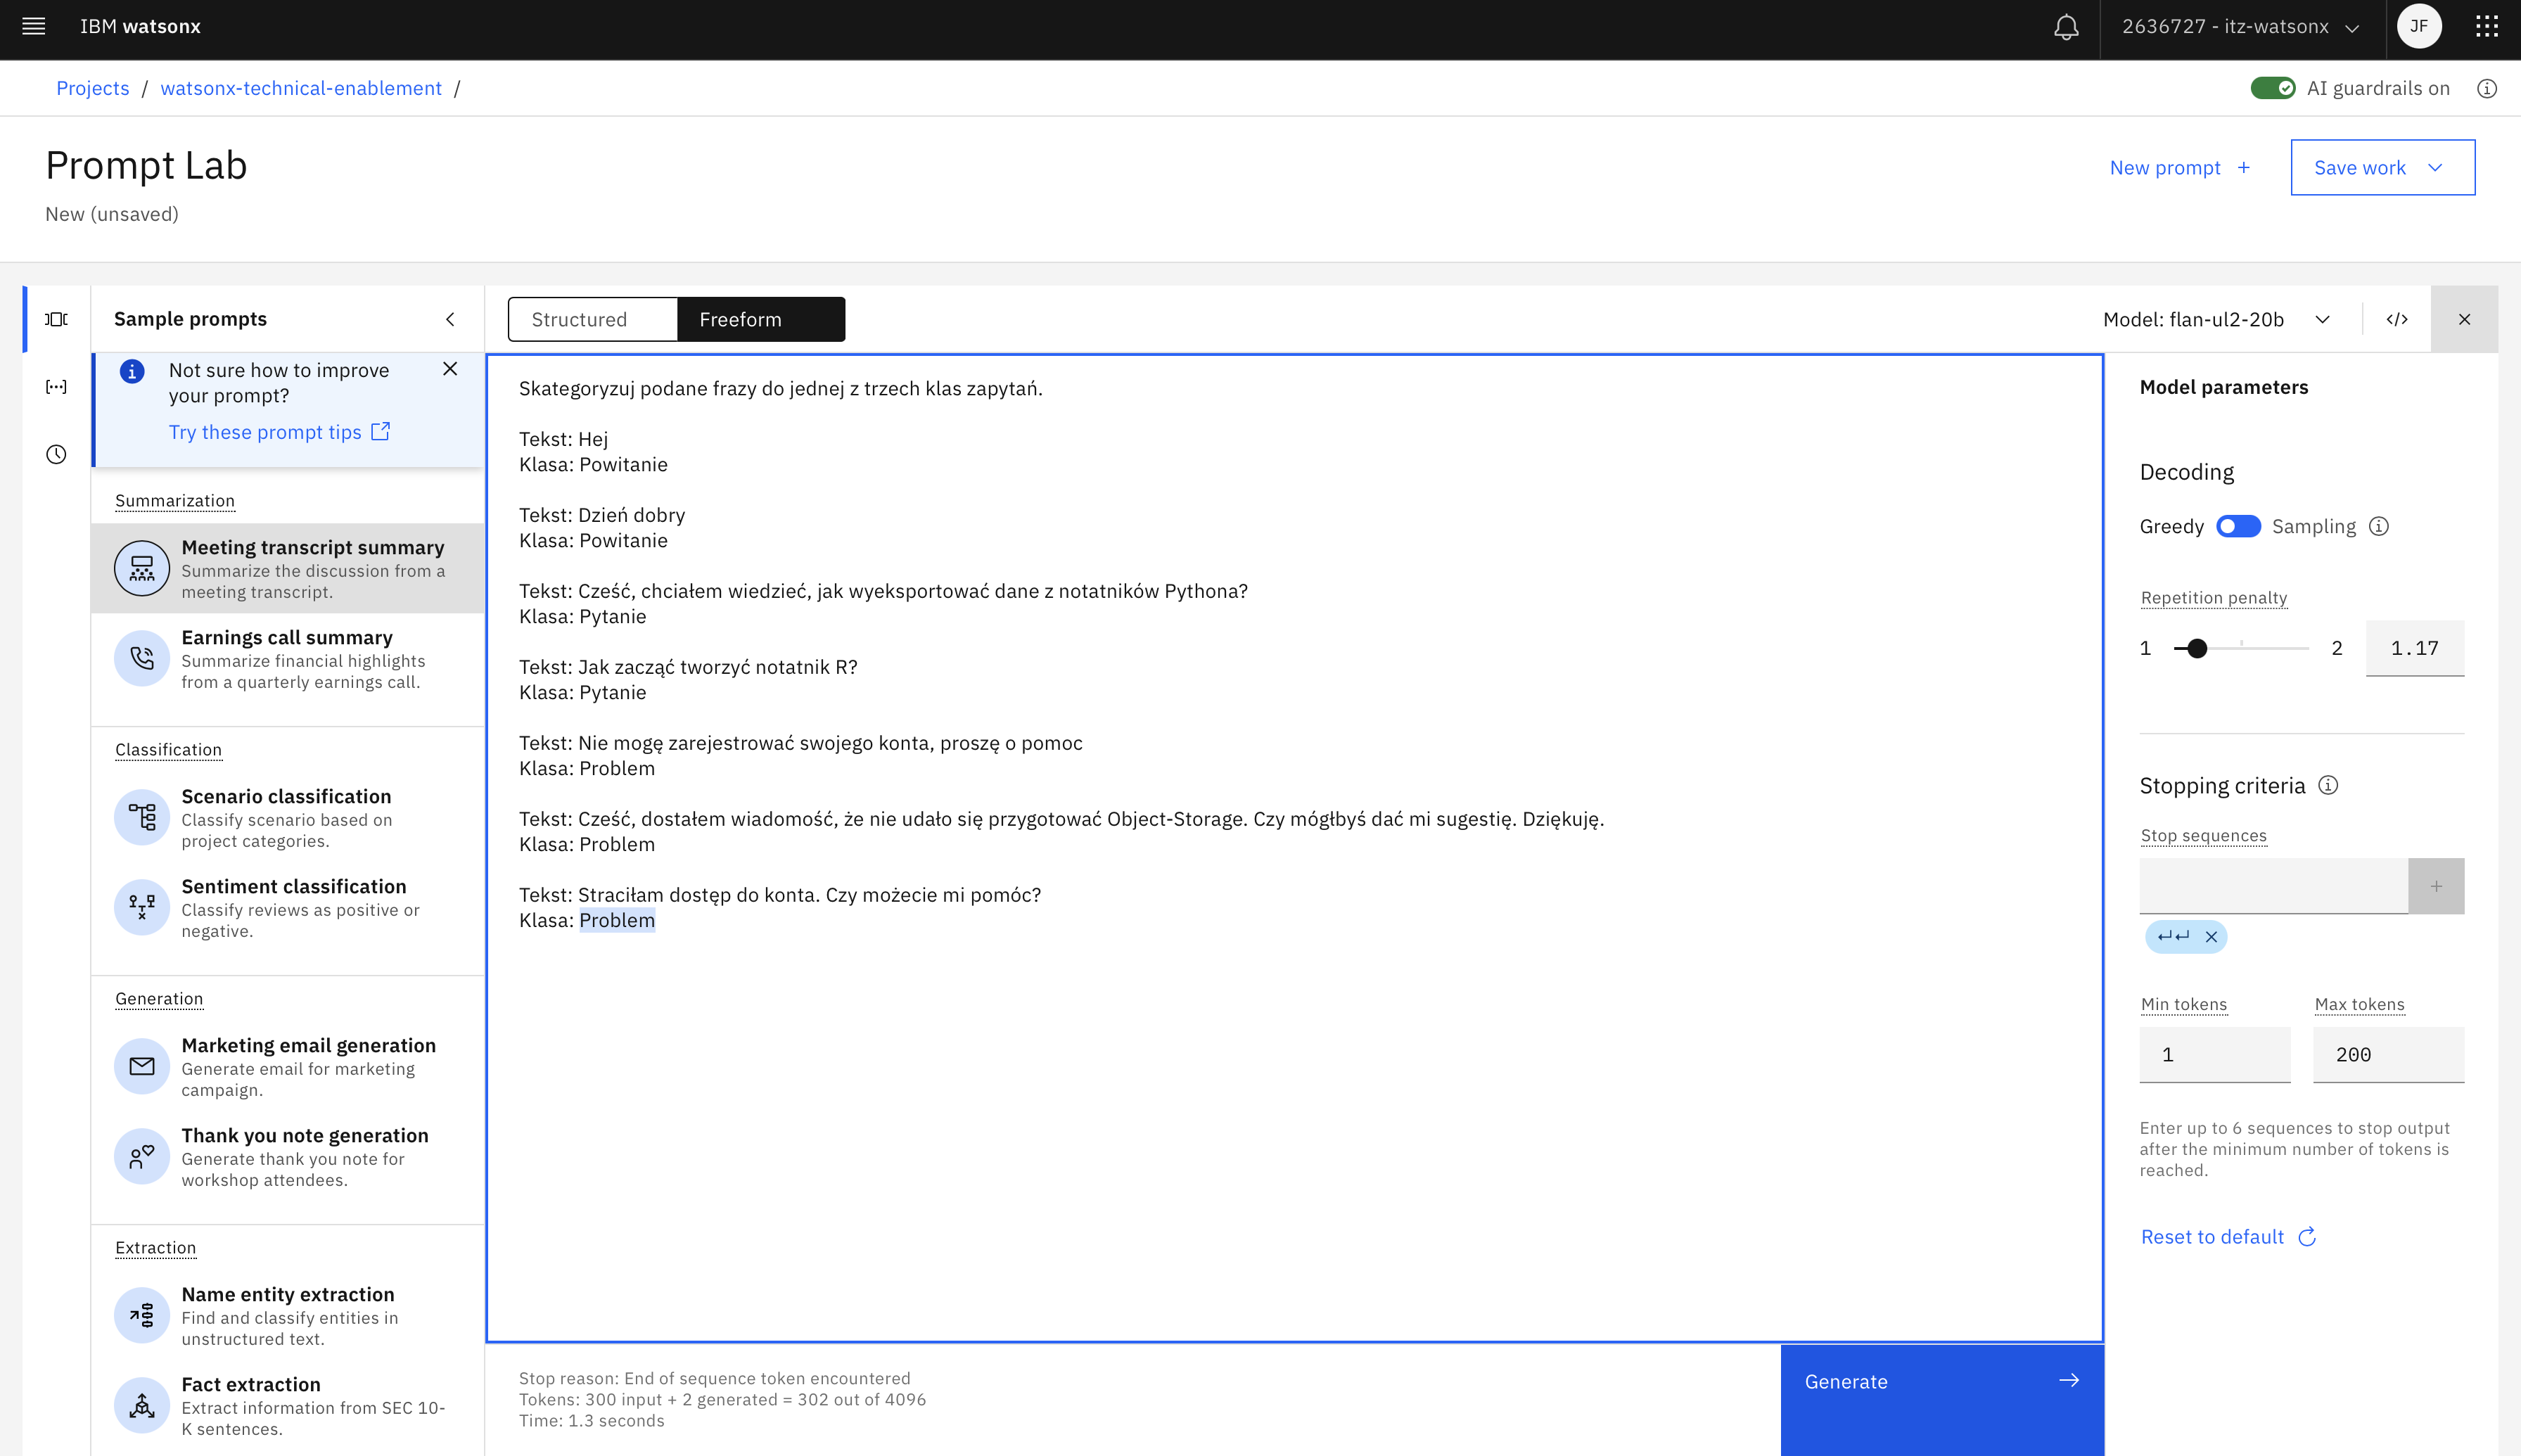 IBM watsonx
2636727 - itz-watsonx
JF
Projects / watsonx-technical-enablement /
AI guardrails on
Prompt Lab
New (unsaved)
New prompt +
Save work
Sample prompts
Not sure how to improve
your prompt?
Try these prompt tips
Summarization
Meeting transcript summary
Summarize the discussion from a
meeting transcript.
Earnings call summary
Summarize financial highlights
from a quarterly earnings call.
Classification
Scenario classification
Classify scenario based on
project categories.
Sentiment classification
Classify reviews as positive or
negative.
Generation
Marketing email generation
Generate email for marketing
campaign.
Thank you note generation
Generate thank you note for
workshop attendees.
Extraction
Name entity extraction
Find and classify entities in
unstructured text.
Fact extraction
Extract information from SEC 10-
K sentences.
Structured
Freeform
Model: flan-ul2-20b
Skategoryzuj podane frazy do jednej z trzech klas zapytań.
Tekst: Hej
Klasa: Powitanie
Tekst: Dzień dobry
Klasa: Powitanie
Tekst: Cześć, chciałem wiedzieć, jak wyeksportować dane z notatników Pythona?
Klasa: Pytanie
Tekst: Jak zacząć tworzyć notatnik R?
Klasa: Pytanie
Tekst: Nie mogę zarejestrować swojego konta, proszę o pomoc
Klasa: Problem
Tekst: Cześć, dostałem wiadomość, że nie udało się przygotować Object-Storage. Czy mógłbyś dać mi sugestię. Dziękuję.
Klasa: Problem
Tekst: Straciłam dostęp do konta. Czy możecie mi pomóc?
Klasa: Problem
Stop reason: End of sequence token encountered
Tokens: 300 input + 2 generated = 302 out of 4096
Time: 1.3 seconds
Generate
Model parameters
Decoding
Greedy
Sampling
Repetition penalty
1
2
1.17
Stopping criteria
Stop sequences
+
Min tokens
Max tokens
1
200
Enter up to 6 sequences to stop output
after the minimum number of tokens is
reached.
Reset to default